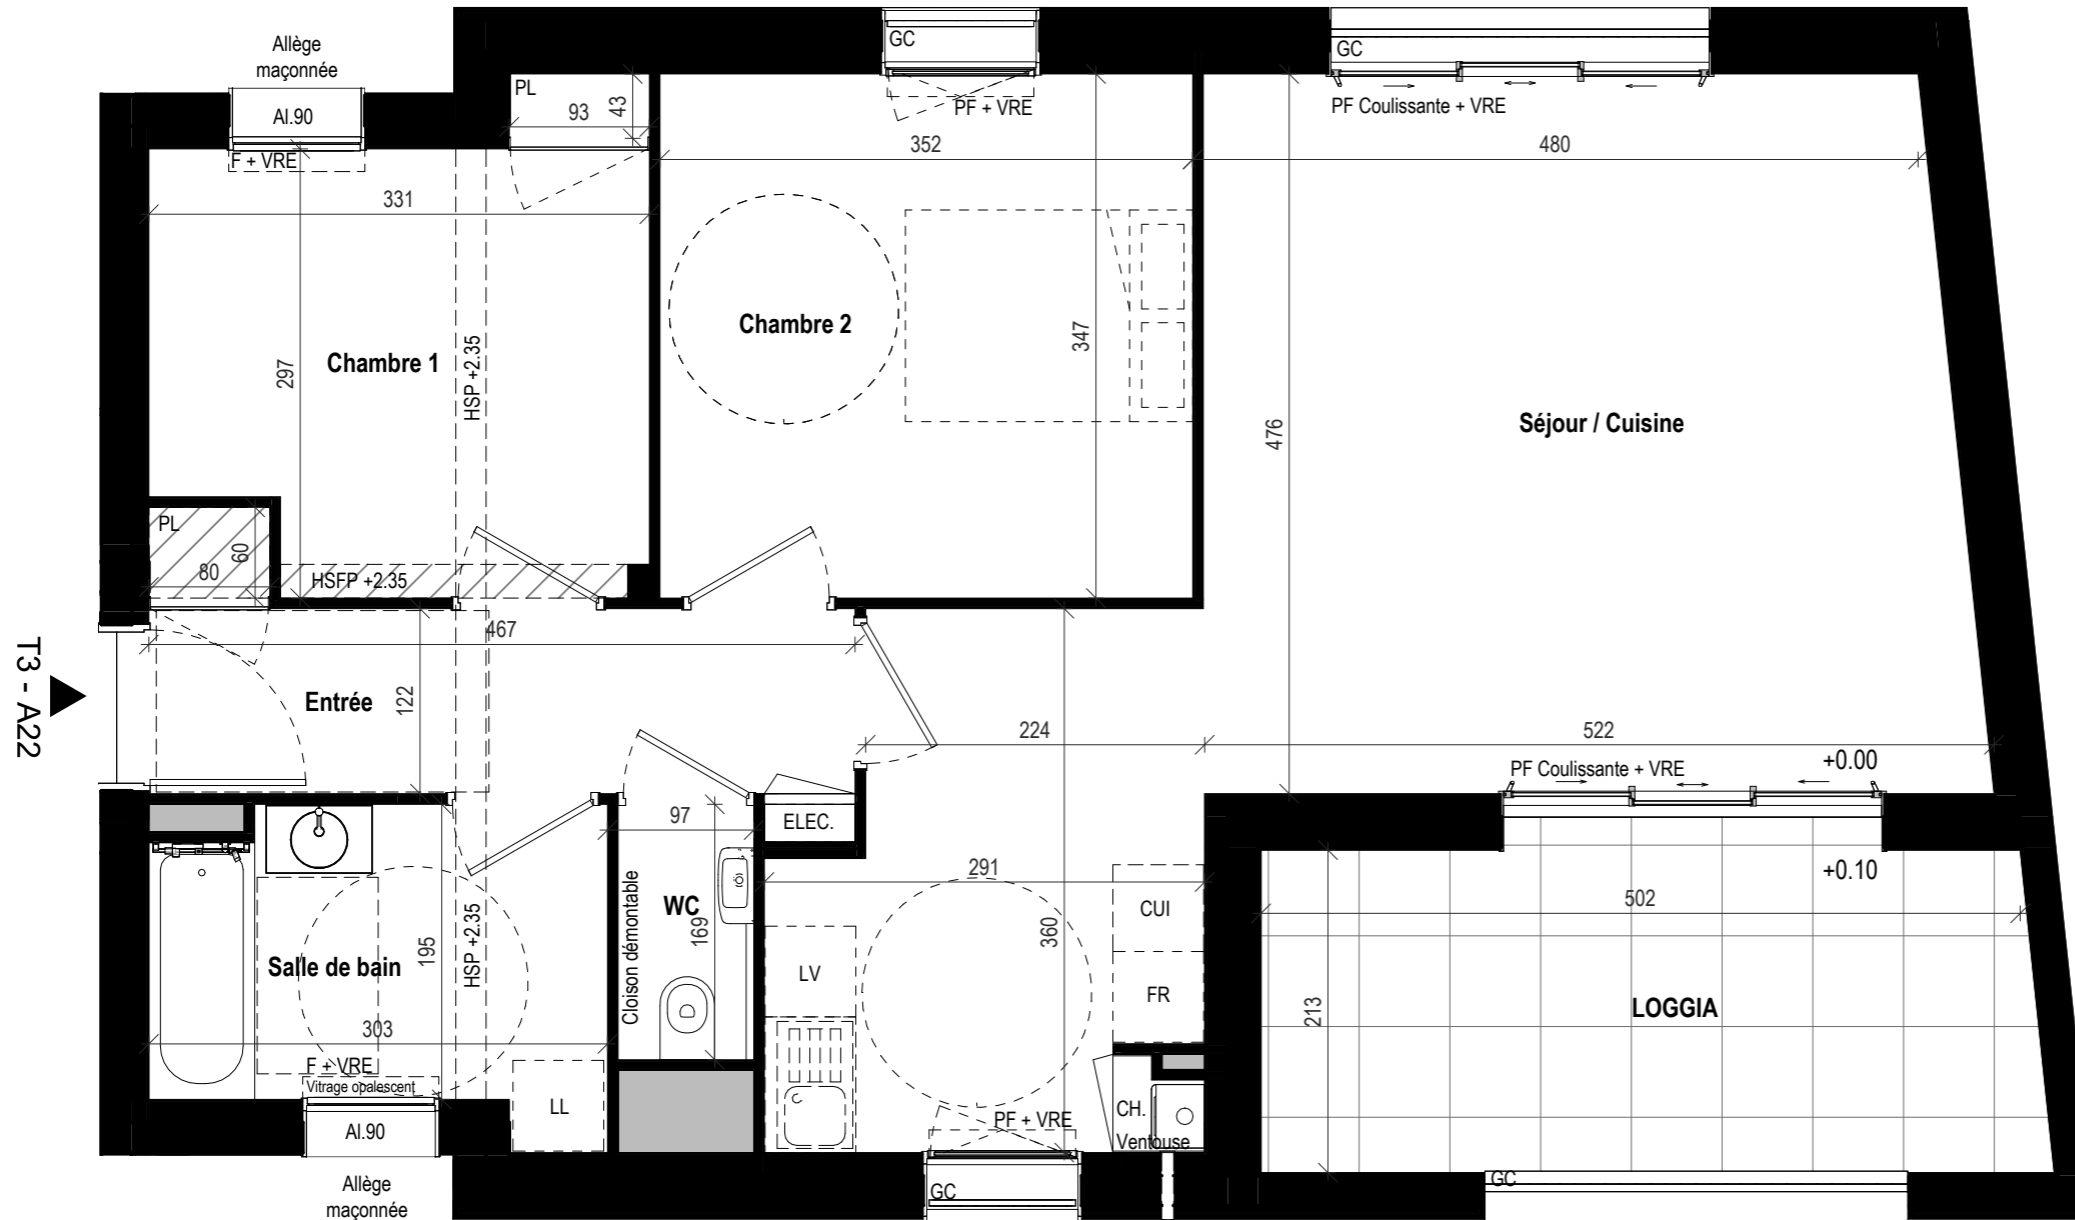 Allège
maçonnée
Al.90
F + VRE
PL
93
43
GC
PF + VRE
GC
PF Coulissante + VRE
352
480
331
297
Chambre 1
HSP +2.35
Chambre 2
347
476
Séjour / Cuisine
PL
80
60
HSFP +2.35
467
T3 - A22
Entrée
122
224
522
PF Coulissante + VRE
+0.00
+0.10
ELEC.
97
291
Cloison démontable
WC
169
Salle de bain
195
HSP +2.35
303
F + VRE
Vitrage opalescent
LL
Al.90
Allège
maçonnée
LV
360
CUI
FR
CH.
Ventouse
PF + VRE
GC
502
213
LOGGIA
GC